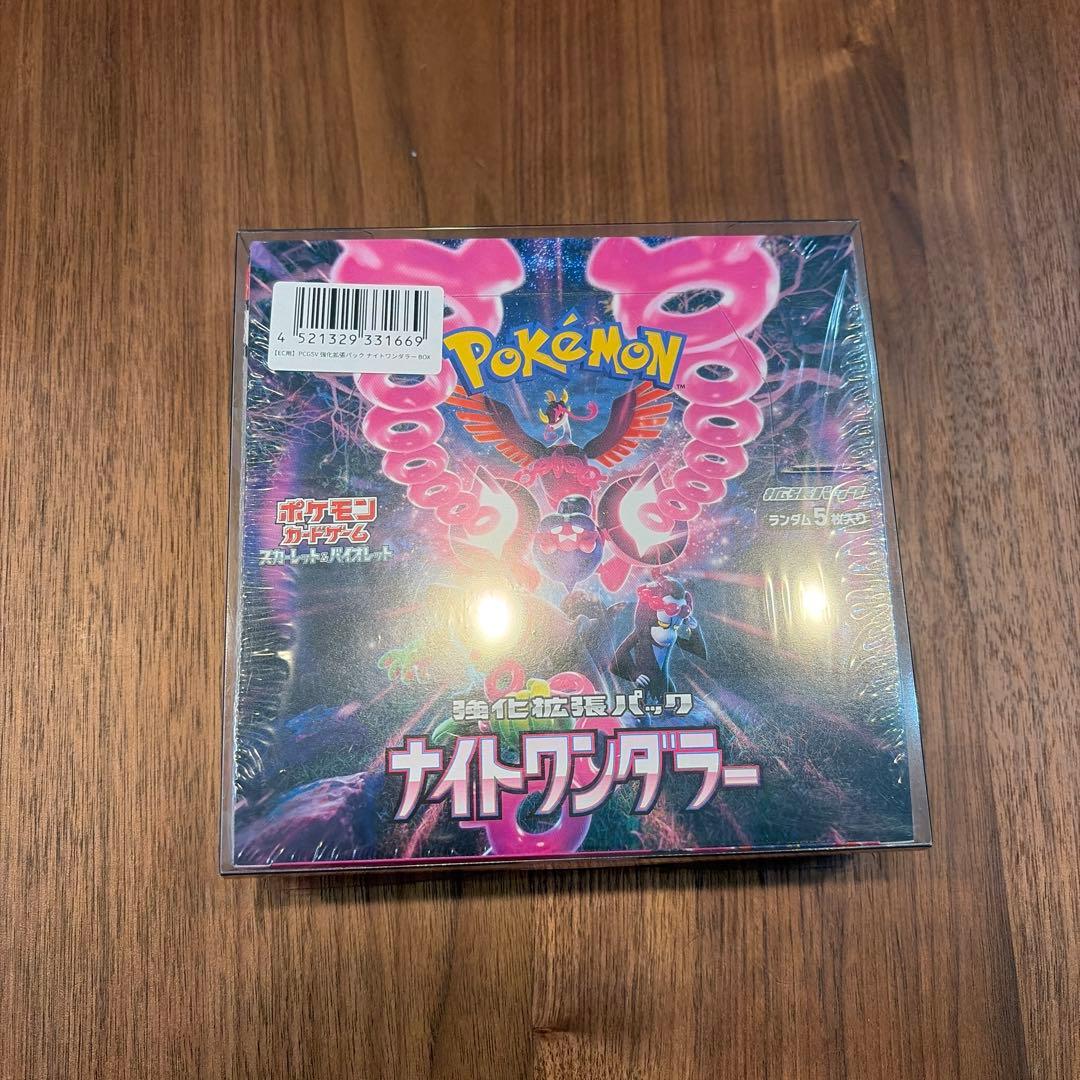 4 521329 331669
【EC用】PCGSV 強化拡張パック ナイトワンダラー BOX
POKéMON
TM
ポケモン
カードゲーム
スカーレット&バイオレット
ランダム5枚入り
強化拡張パック
ナイトワンダラー